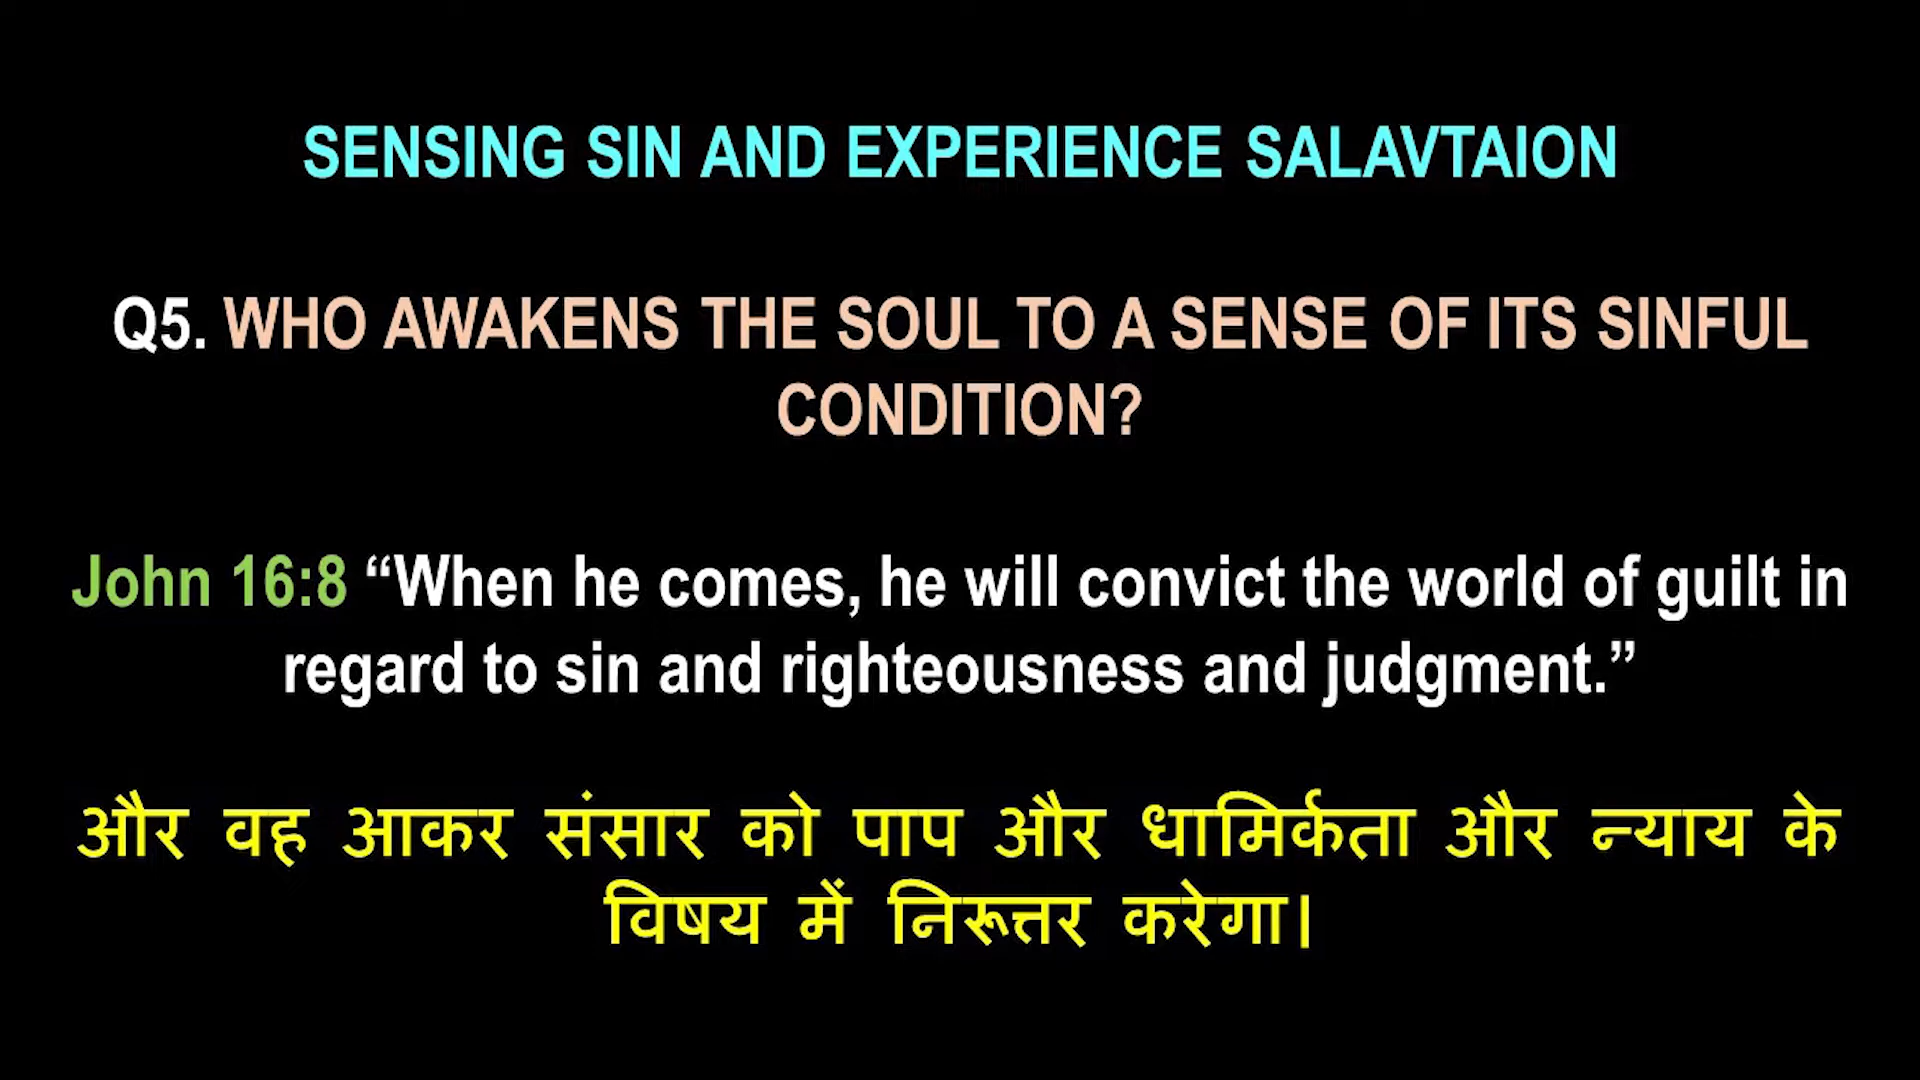 SENSING SIN AND EXPERIENCE SALAVTAION
Q5. WHO AWAKENS THE SOUL TO A SENSE OF ITS SINFUL
CONDITION?
John 16:8 “When he comes, he will convict the world of guilt in
regard to sin and righteousness and judgment.”
और वह आकर संसार को पाप और धामिर्कता और न्याय के
विषय में निरूत्तर करेगा।